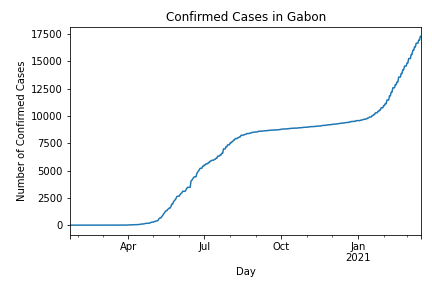 Confirmed Cases in Gabon
Number of Confirmed Cases
17500
15000
12500
10000
7500
5000
2500
0
Apr
Jul
Oct
Jan
2021
Day